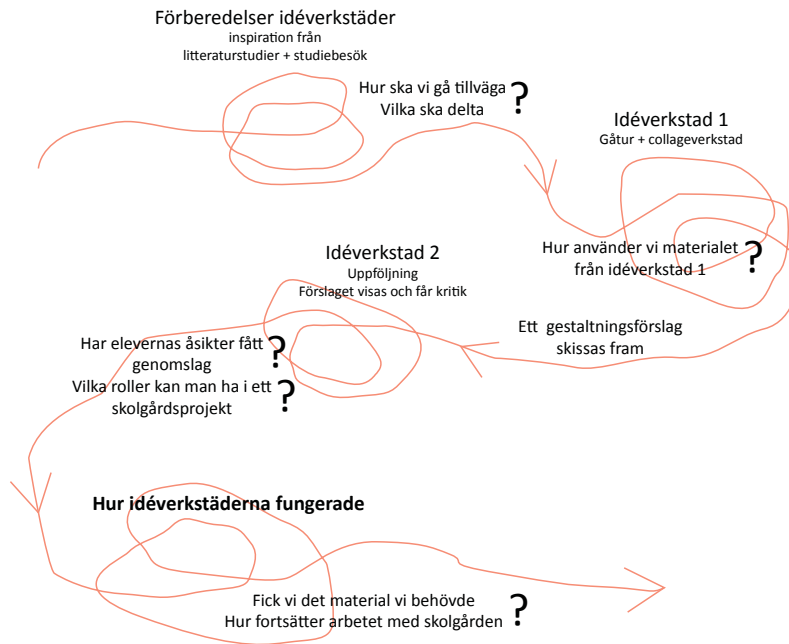 Förberedelser idéverkstäder
inspiration från
litteraturstudier + studiebesök
Hur ska vi gå tillväga
Vilka ska delta
?
Idéverkstad 1
Gåtur + collageverkstad
Hur använder vi materialet
från idéverkstad 1
?
Ett gestaltningsförslag
skissas fram
Idéverkstad 2
Uppföljning
Förslaget visas och får kritik
Har elevernas åsikter fått
genomslag
?
Vilka roller kan man ha i ett
skolgårdsprojekt
?
Hur idéverkstäderna fungerade
Fick vi det material vi behövde
Hur fortsätter arbetet med skolgården
?